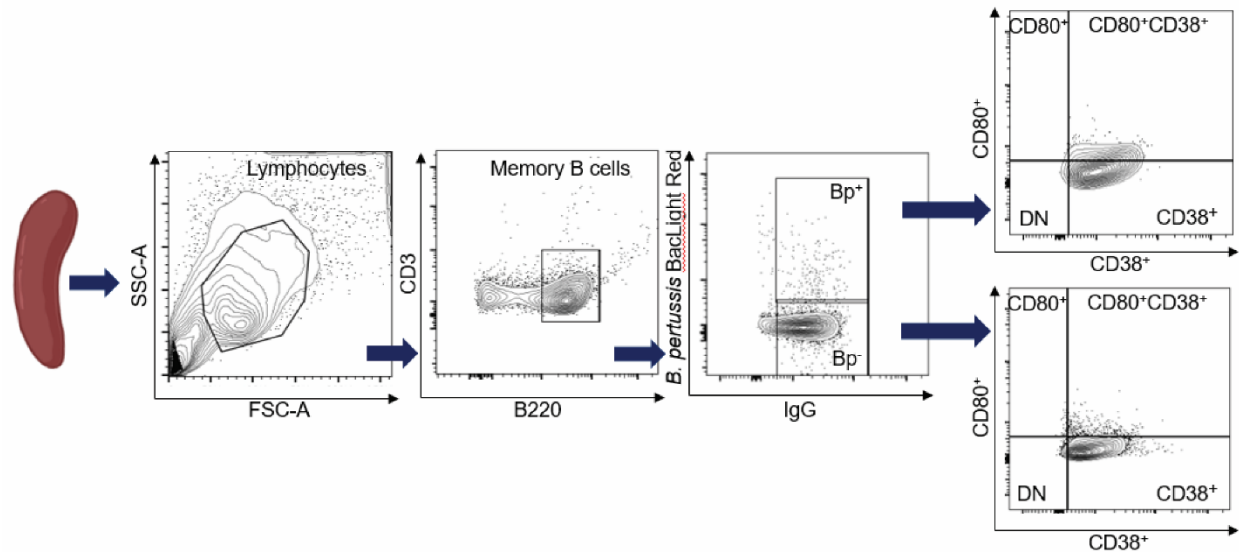 Lymphocytes
SSC-A
FSC-A
Memory B cells
CD3
B220
B. pertussis BacLight Red
Bp⁺
Bp⁻
IgG
CD80⁺
CD80⁺CD38⁺
CD80⁺
DN
CD38⁺
CD38⁺
CD80⁺
CD80⁺CD38⁺
CD80⁺
DN
CD38⁺
CD38⁺